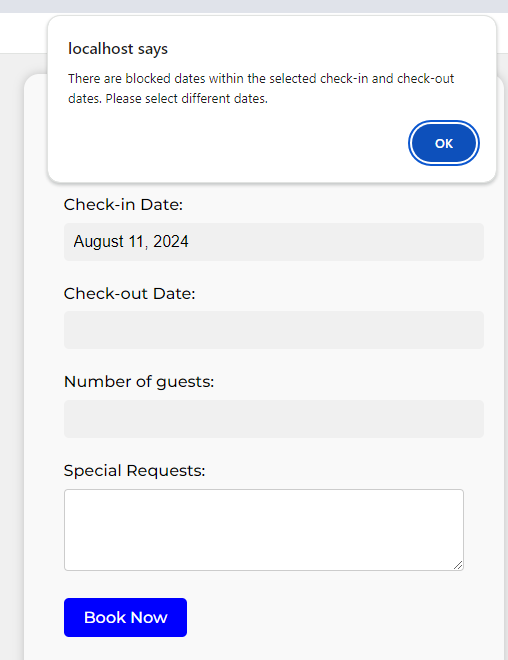 localhost says
There are blocked dates within the selected check-in and check-out
dates. Please select different dates.
OK
Check-in Date:
August 11, 2024
Check-out Date:
Number of guests:
Special Requests:
Book Now